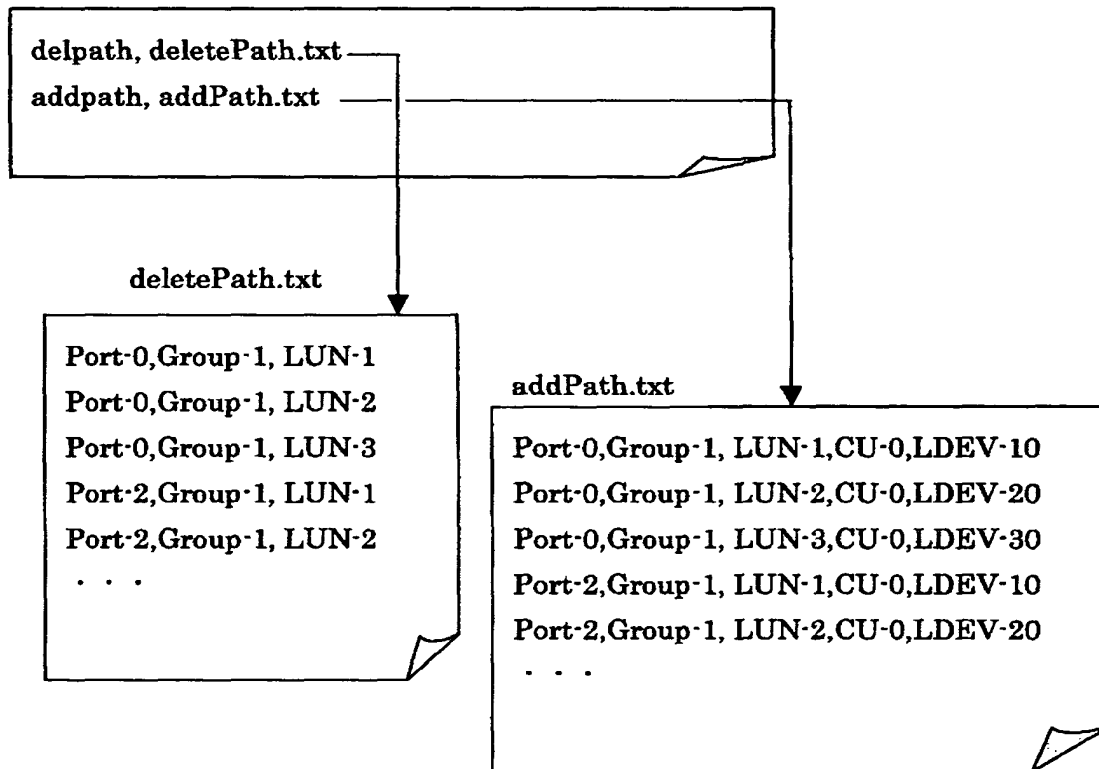 delpath, deletePath.txt
addpath, addPath.txt
deletePath.txt
Port-0,Group-1, LUN-1
Port-0,Group-1, LUN-2
Port-0,Group-1, LUN-3
Port-2,Group-1, LUN-1
Port-2,Group-1, LUN-2
. . .
addPath.txt
Port-0,Group-1, LUN-1,CU-0,LDEV-10
Port-0,Group-1, LUN-2,CU-0,LDEV-20
Port-0,Group-1, LUN-3,CU-0,LDEV-30
Port-2,Group-1, LUN-1,CU-0,LDEV-10
Port-2,Group-1, LUN-2,CU-0,LDEV-20
. . .